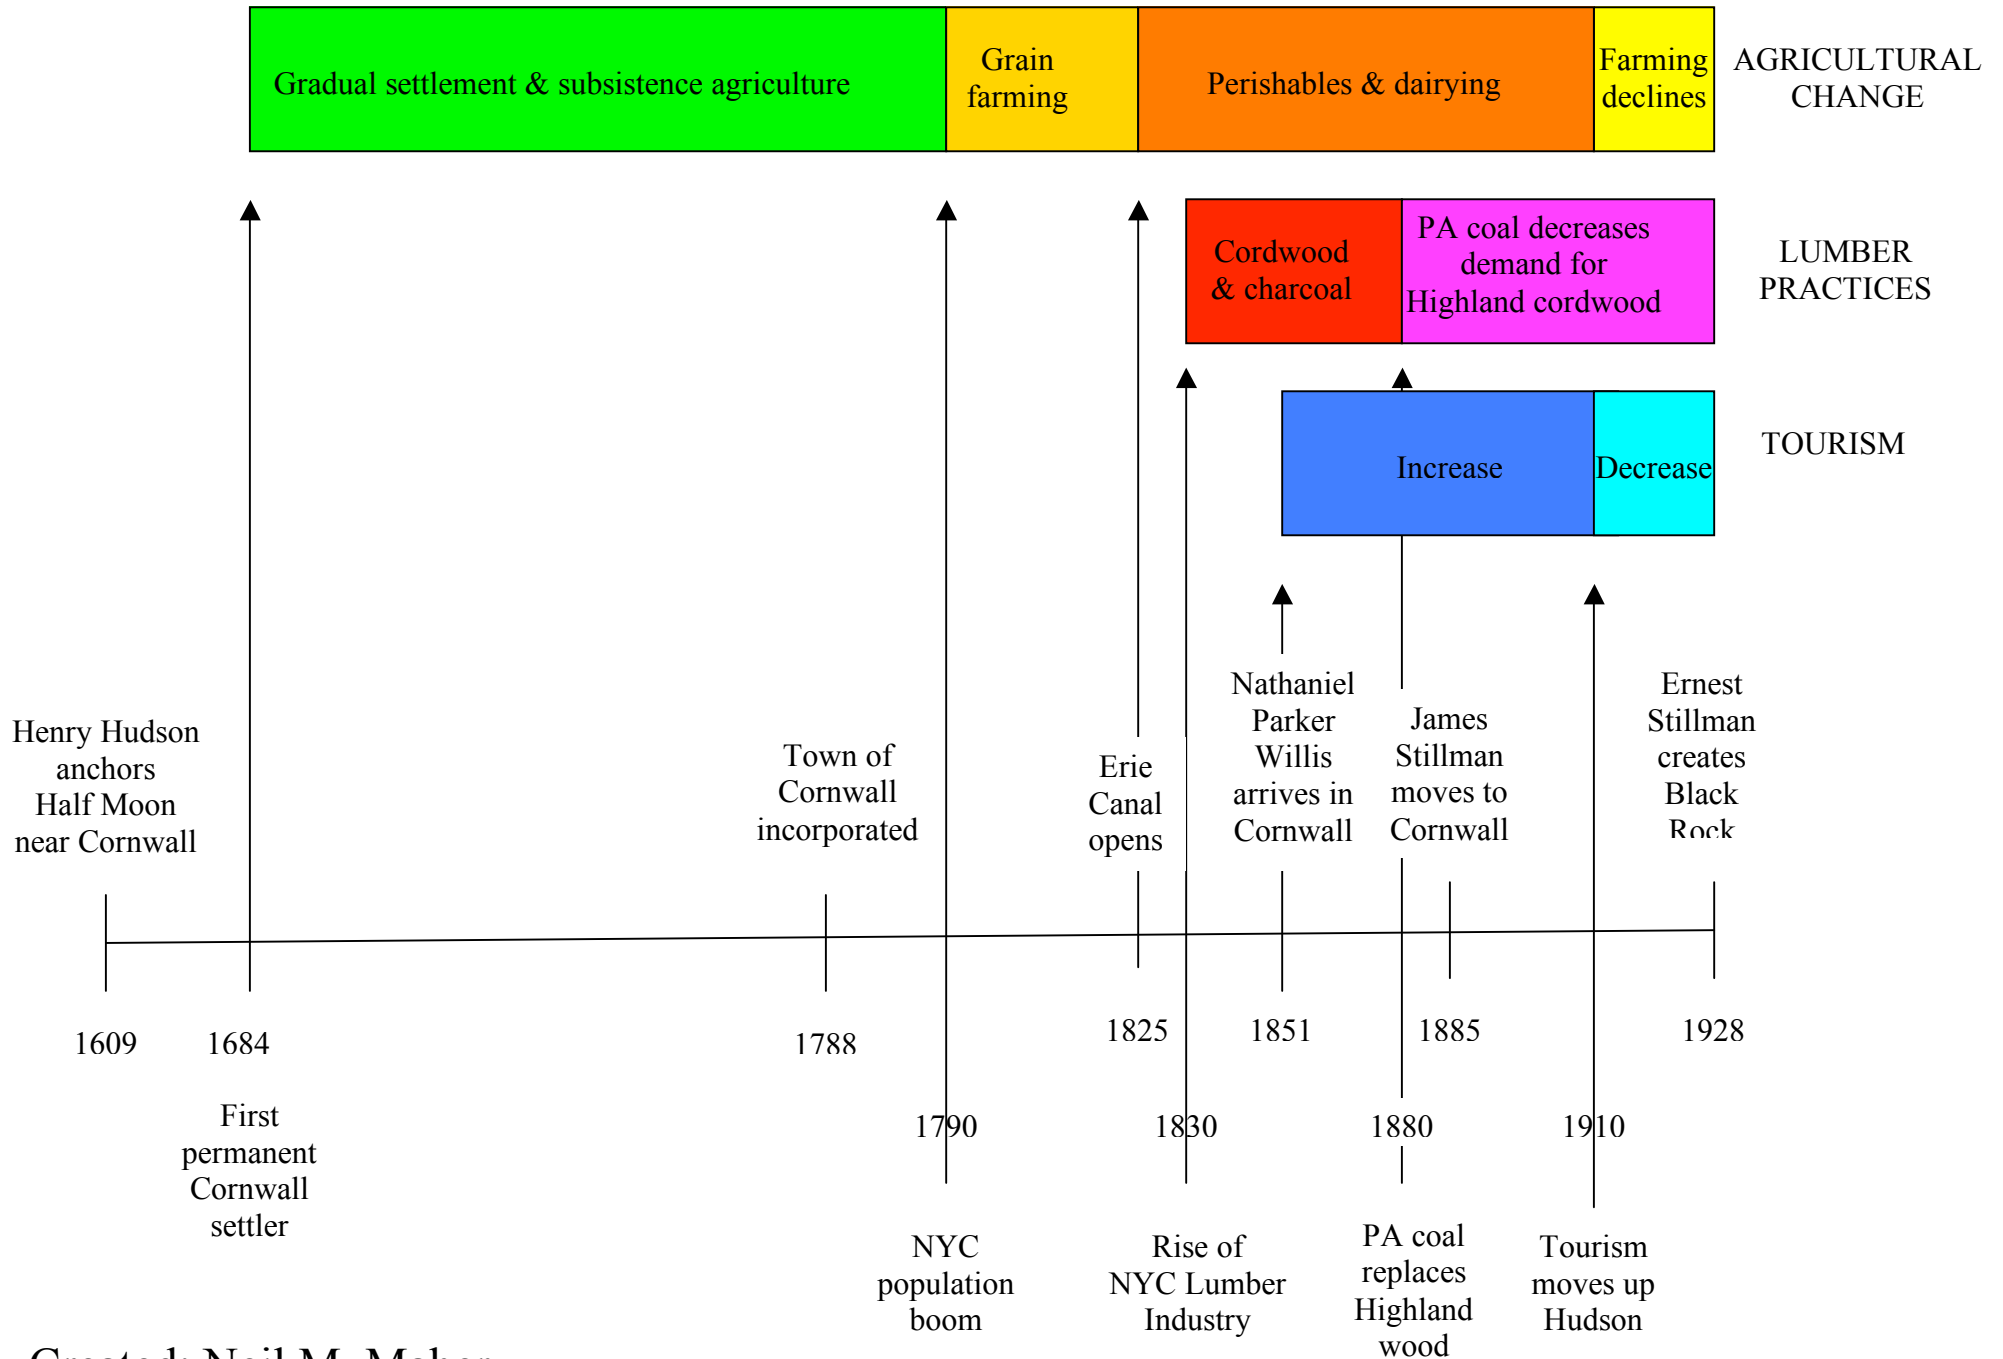 Gradual settlement & subsistence agriculture
Grain
farming
Perishables & dairying
Farming
declines
AGRICULTURAL
CHANGE
Cordwood
& charcoal
PA coal decreases
demand for
Highland cordwood
LUMBER
PRACTICES
Increase
Decrease
TOURISM
Henry Hudson
anchors
Half Moon
near Cornwall
Town of
Cornwall
incorporated
Erie
Canal
opens
Nathaniel
Parker
Willis
arrives in
Cornwall
James
Stillman
moves to
Cornwall
Ernest
Stillman
creates
Black
Rock
1609
1684
1788
1825
1851
1885
1928
First
permanent
Cornwall
settler
1790
1830
1880
1910
NYC
population
boom
Rise of
NYC Lumber
Industry
PA coal
replaces
Highland
wood
Tourism
moves up
Hudson
Created: Neil M. Maher